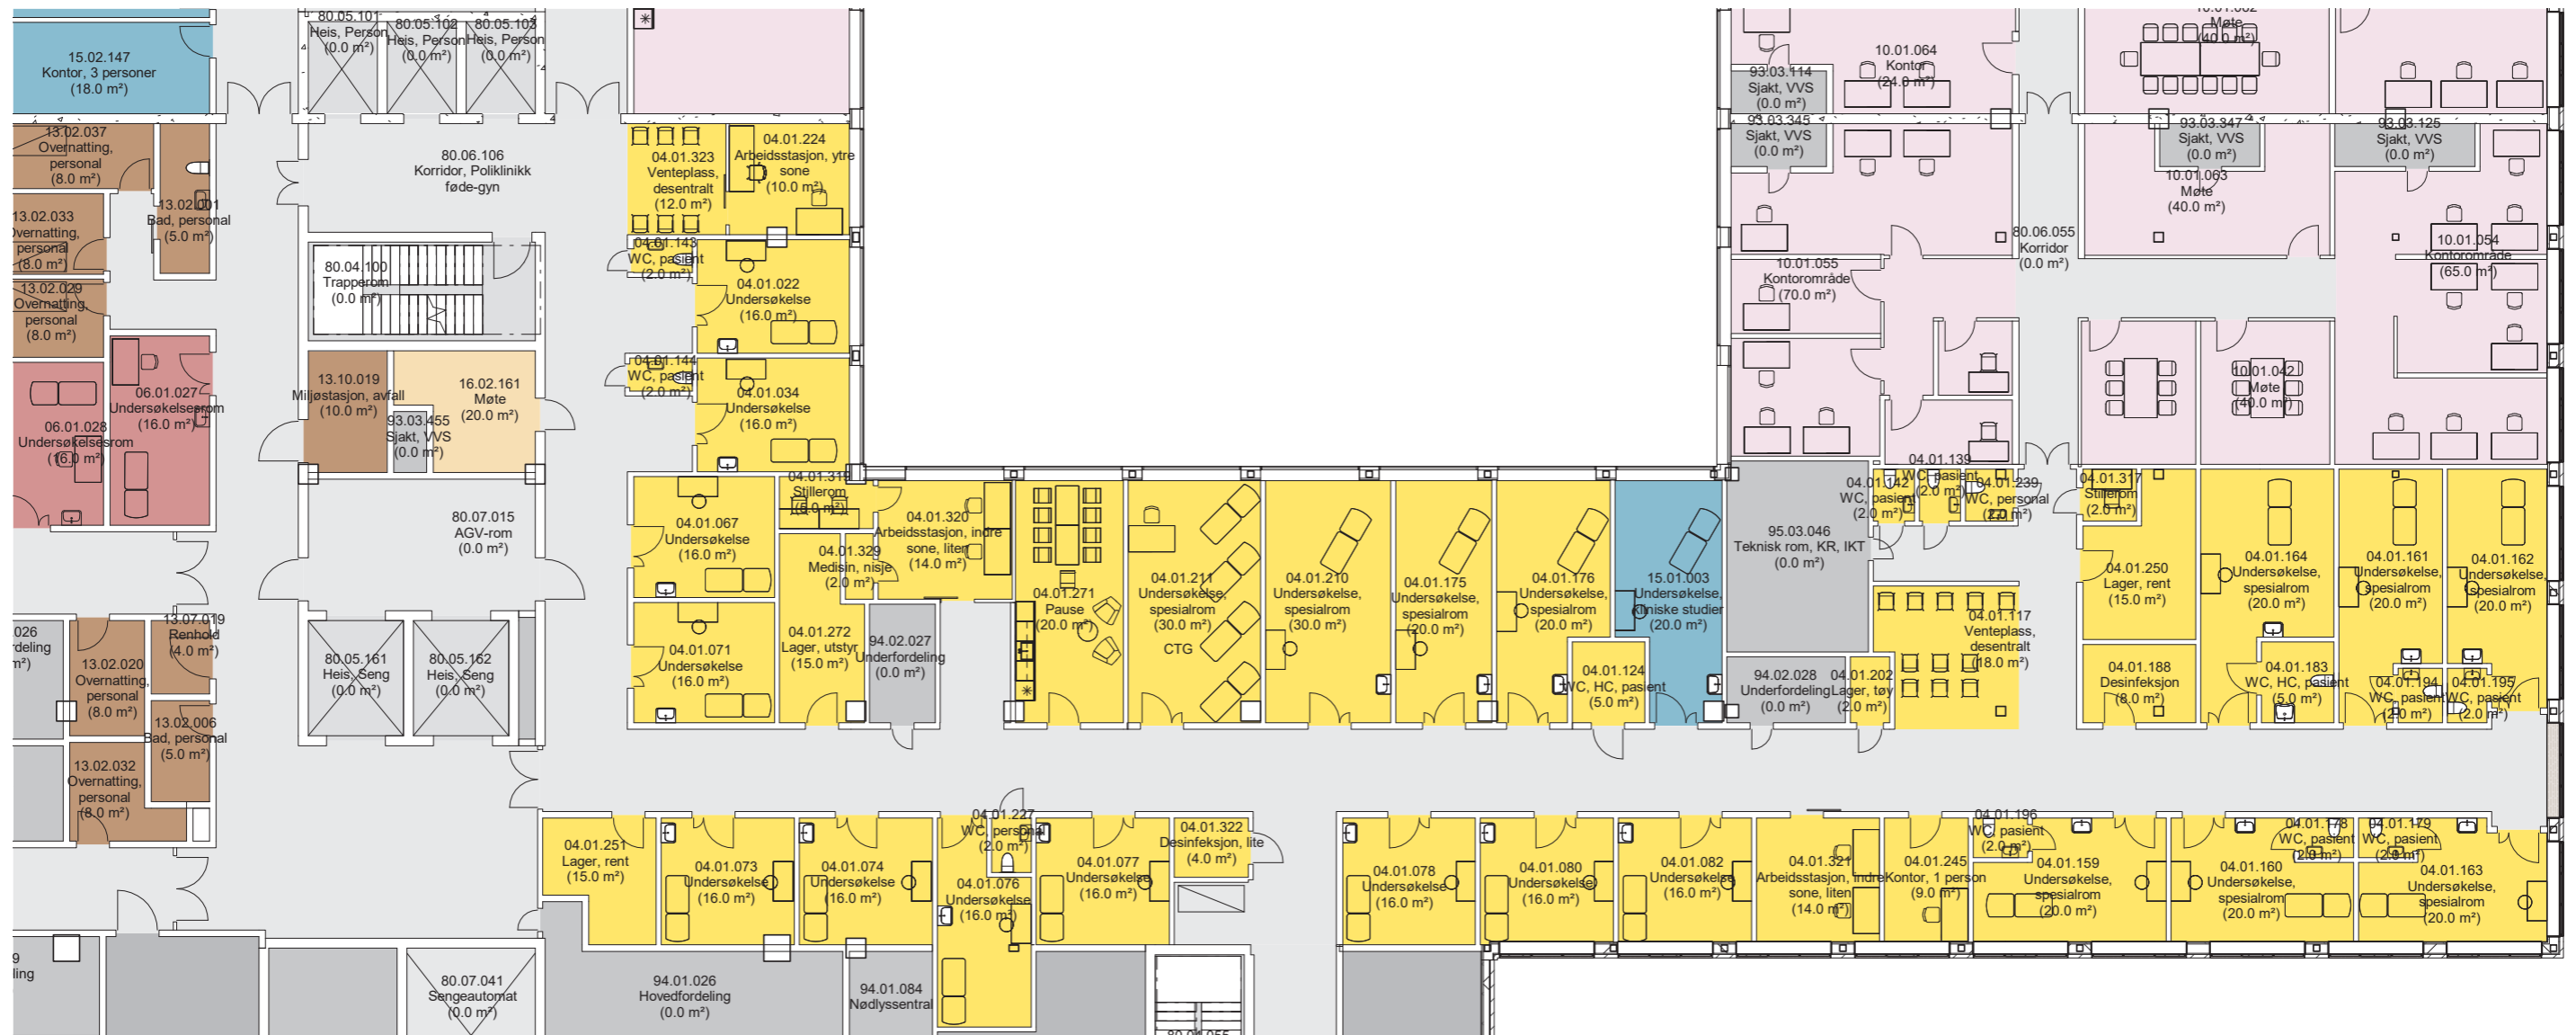 80.05.101
Heis, Person
(0.0 m²)
80.05.102
Heis, Person
(0.0 m²)
80.05.103
Heis, Person
(0.0 m²)
15.02.147
Kontor, 3 personer
(18.0 m²)
13.02.037
Overnatting,
personal
(8.0 m²)
13.02.001
Bad, personal
(5.0 m²)
13.02.033
Overnatting,
personal
(8.0 m²)
13.02.029
Overnatting,
personal
(8.0 m²)
80.06.106
Korridor, Poliklinikk
føde-gyn
80.04.100
Trapperom
(0.0 m²)
04.01.323
Venteplass,
desentralt
(12.0 m²)
04.01.224
Arbeidsstasjon, ytre
sone
(10.0 m²)
04.01.143
WC, pasient
(2.0 m²)
04.01.022
Undersøkelse
(16.0 m²)
04.01.144
WC, pasient
(2.0 m²)
04.01.034
Undersøkelse
(16.0 m²)
06.01.027
Undersøkelsesrom
(16.0 m²)
06.01.028
Undersøkelsesrom
(16.0 m²)
13.10.019
Miljøstasjon, avfall
(10.0 m²)
16.02.161
Møte
(20.0 m²)
93.03.455
Sjakt, VVS
(0.0 m²)
80.07.015
AGV-rom
(0.0 m²)
10.01.064
Kontor
(24.0 m²)
93.03.114
Sjakt, VVS
(0.0 m²)
93.03.345
Sjakt, VVS
(0.0 m²)
Møte
(40.0 m²)
93.03.347
Sjakt, VVS
(0.0 m²)
93.03.125
Sjakt, VVS
(0.0 m²)
10.01.063
Møte
(40.0 m²)
80.06.055
Korridor
(0.0 m²)
10.01.054
Kontorområde
(65.0 m²)
10.01.055
Kontorområde
(70.0 m²)
10.01.042
Møte
(40.0 m²)
04.01.067
Undersøkelse
(16.0 m²)
Stillerom
04.01.320
Arbeidsstasjon, indre
sone, liten
(14.0 m²)
04.01.329
Medisin, nisje
(2.0 m²)
04.01.071
Undersøkelse
(16.0 m²)
04.01.272
Lager, utstyr
(15.0 m²)
94.02.027
Underfordeling
(0.0 m²)
04.01.271
Pause
(20.0 m²)
04.01.211
Undersøkelse,
spesialrom
(30.0 m²)
CTG
04.01.210
Undersøkelse,
spesialrom
(30.0 m²)
04.01.175
Undersøkelse,
spesialrom
(20.0 m²)
04.01.176
Undersøkelse,
spesialrom
(20.0 m²)
04.01.124
WC, HC, pasient
(5.0 m²)
15.01.003
Undersøkelse,
kliniske studier
(20.0 m²)
95.03.046
Teknisk rom, KR, IKT
(0.0 m²)
94.02.028
Underfordeling
(0.0 m²)
04.01.202
Lager, tøy
(2.0 m²)
04.01.142
WC, pasient
(2.0 m²)
04.01.139
WC, pasient
(2.0 m²)
04.01.239
WC, personal
(2.0 m²)
04.01.117
Venteplass,
desentralt
(18.0 m²)
04.01.317
Stillerom
(2.0 m²)
04.01.250
Lager, rent
(15.0 m²)
04.01.188
Desinfeksjon
(8.0 m²)
04.01.164
Undersøkelse,
spesialrom
(20.0 m²)
04.01.183
WC, HC, pasient
(5.0 m²)
04.01.161
Undersøkelse,
spesialrom
(20.0 m²)
04.01.162
Undersøkelse,
spesialrom
(20.0 m²)
04.01.194
WC, pasient
(2.0 m²)
04.01.195
WC, pasient
(2.0 m²)
13.07.019
Renhold
(4.0 m²)
13.02.020
Overnatting,
personal
(8.0 m²)
13.02.006
Bad, personal
(5.0 m²)
13.02.032
Overnatting,
personal
(8.0 m²)
80.05.161
Heis, Seng
(0.0 m²)
80.05.162
Heis, Seng
(0.0 m²)
04.01.251
Lager, rent
(15.0 m²)
04.01.073
Undersøkelse
(16.0 m²)
04.01.074
Undersøkelse
(16.0 m²)
04.01.227
WC, personal
(2.0 m²)
04.01.076
Undersøkelse
(16.0 m²)
04.01.077
Undersøkelse
(16.0 m²)
04.01.322
Desinfeksjon, lite
(4.0 m²)
04.01.078
Undersøkelse
(16.0 m²)
04.01.080
Undersøkelse
(16.0 m²)
04.01.082
Undersøkelse
(16.0 m²)
04.01.321
Arbeidsstasjon, indre
sone, liten
(14.0 m²)
04.01.245
Kontor, 1 person
(9.0 m²)
04.01.196
WC, pasient
(2.0 m²)
04.01.159
Undersøkelse,
spesialrom
(20.0 m²)
04.01.160
Undersøkelse,
spesialrom
(20.0 m²)
04.01.178
WC, pasient
(2.0 m²)
04.01.179
WC, pasient
(2.0 m²)
04.01.163
Undersøkelse,
spesialrom
(20.0 m²)
80.07.041
Sengeautomat
(0.0 m²)
94.01.026
Hovedfordeling
(0.0 m²)
94.01.084
Nødlyssentral